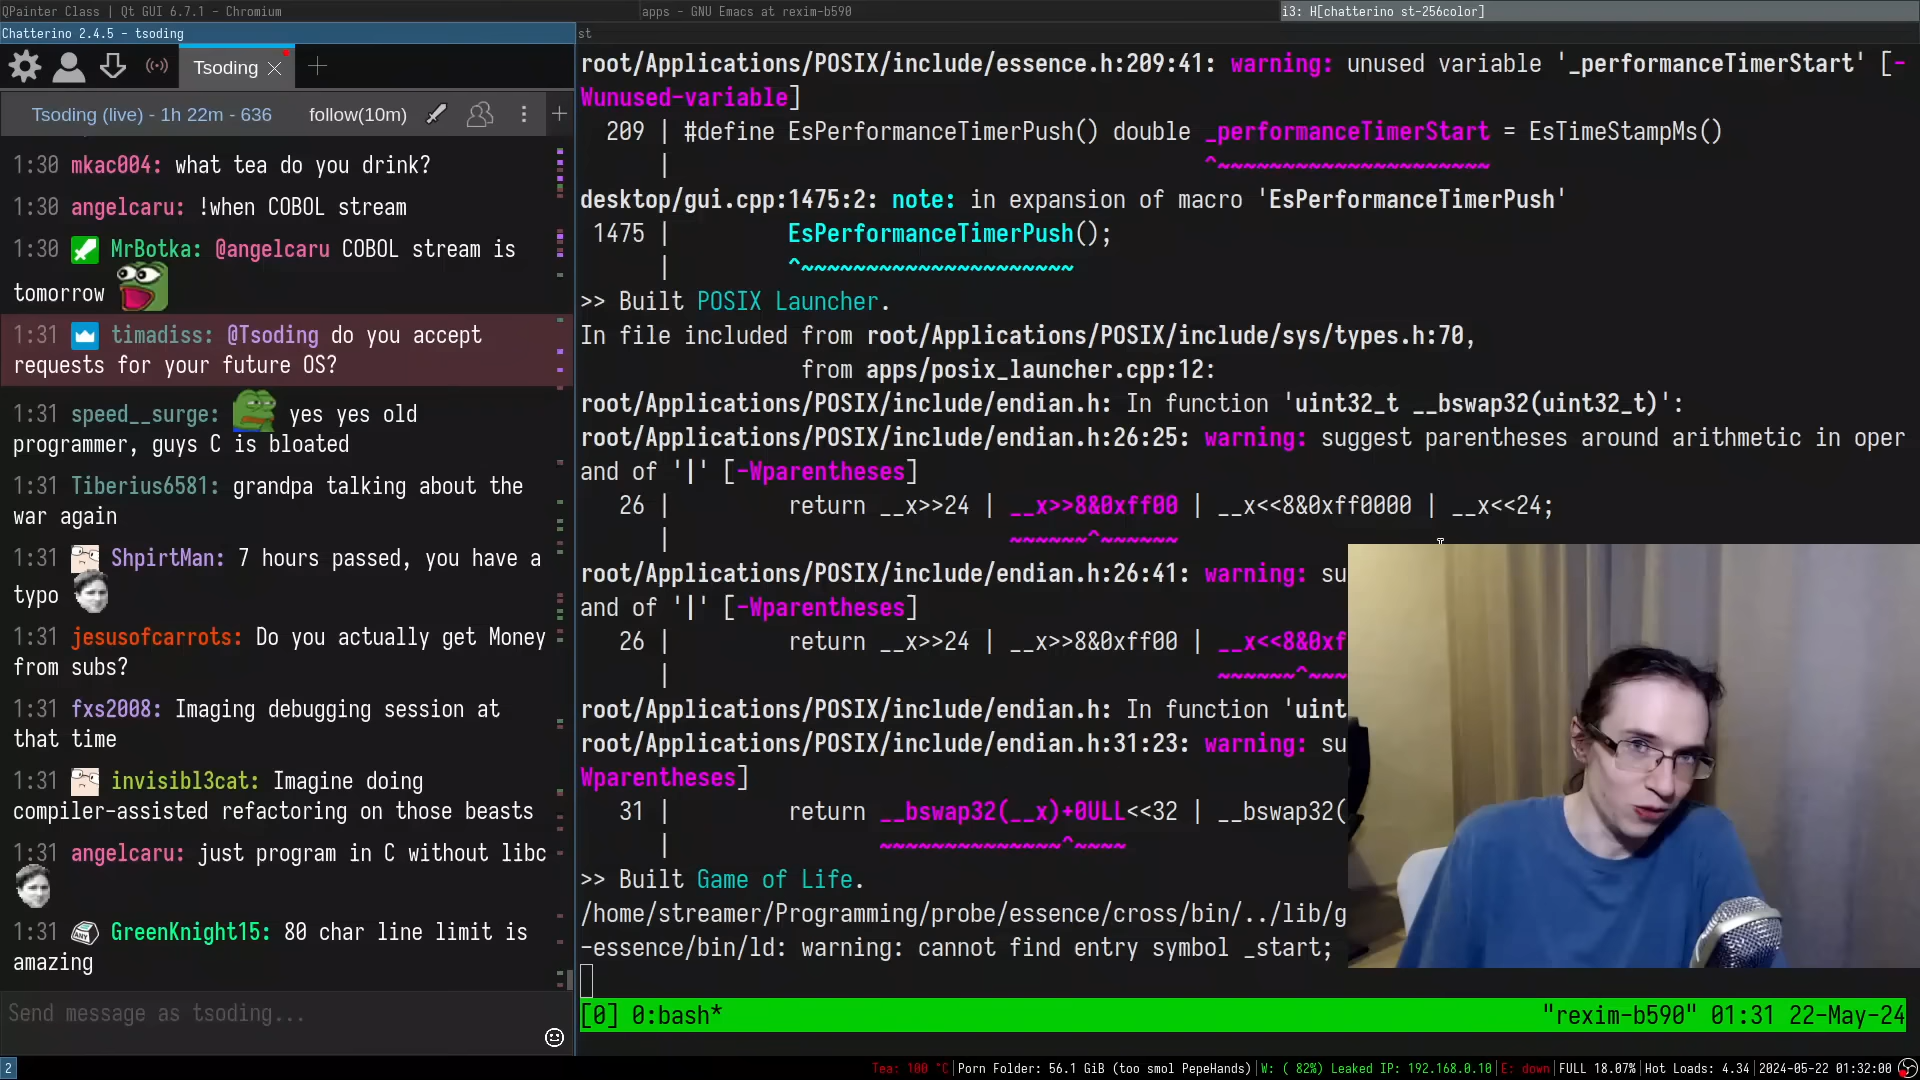 QPainter Class | Qt GUI 6.7.1 - Chromium
apps - GNU Emacs at rexim-b590
i3: H[chatterino st-256color]
Chatterino 2.4.5 - tsoding
st
Tsoding
Tsoding (live) - 1h 22m - 636 follow(10m)
1:30 mkac004: what tea do you drink?
1:30 angelcaru: !when COBOL stream
1:30 MrBotka: @angelcaru COBOL stream is
tomorrow
1:31 timadiss: @Tsoding do you accept
requests for your future OS?
1:31 speed__surge: yes yes old
programmer, guys C is bloated
1:31 Tiberius6581: grandpa talking about the
war again
1:31 ShpirtMan: 7 hours passed, you have a
typo
1:31 jesusofcarrots: Do you actually get Money
from subs?
1:31 fxs2008: Imaging debugging session at
that time
1:31 invisibl3cat: Imagine doing
compiler-assisted refactoring on those beasts
1:31 angelcaru: just program in C without libc
1:31 GreenKnight15: 80 char line limit is
amazing
Send message as tsoding...
root/Applications/POSIX/include/essence.h:209:41: warning: unused variable '_performanceTimerStart' [-
Wunused-variable]
209 | #define EsPerformanceTimerPush() double _performanceTimerStart = EsTimeStampMs()
| ^~~~~~~~~~~~~~~~~~~~~~
desktop/gui.cpp:1475:2: note: in expansion of macro 'EsPerformanceTimerPush'
1475 | EsPerformanceTimerPush();
| ^~~~~~~~~~~~~~~~~~~~~~
>> Built POSIX Launcher.
In file included from root/Applications/POSIX/include/sys/types.h:70,
from apps/posix_launcher.cpp:12:
root/Applications/POSIX/include/endian.h: In function 'uint32_t __bswap32(uint32_t)':
root/Applications/POSIX/include/endian.h:26:25: warning: suggest parentheses around arithmetic in oper
and of '|' [-Wparentheses]
26 | return __x>>24 | __x>>8&0xff00 | __x<<8&0xff0000 | __x<<24;
| ~~~~~~^~~~~~~
root/Applications/POSIX/include/endian.h:26:41: warning: su
and of '|' [-Wparentheses]
26 | return __x>>24 | __x>>8&0xff00 | __x<<8&0xf
| ~~~~~~^~~~
root/Applications/POSIX/include/endian.h: In function 'uint
root/Applications/POSIX/include/endian.h:31:23: warning: su
Wparentheses]
31 | return __bswap32(__x)+0ULL<<32 | __bswap32(
| ~~~~~~~~~~~~~~^~~~~
>> Built Game of Life.
/home/streamer/Programming/probe/essence/cross/bin/../lib/g
-essence/bin/ld: warning: cannot find entry symbol _start;
[0] 0:bash* "rexim-b590" 01:31 22-May-24
2 Tea: 100 °C|Porn Folder: 56.1 GiB (too smol PepeHands)|W: ( 82%) Leaked IP: 192.168.0.10|E: down|FULL 18.07%|Hot Loads: 4.34|2024-05-22 01:32:00